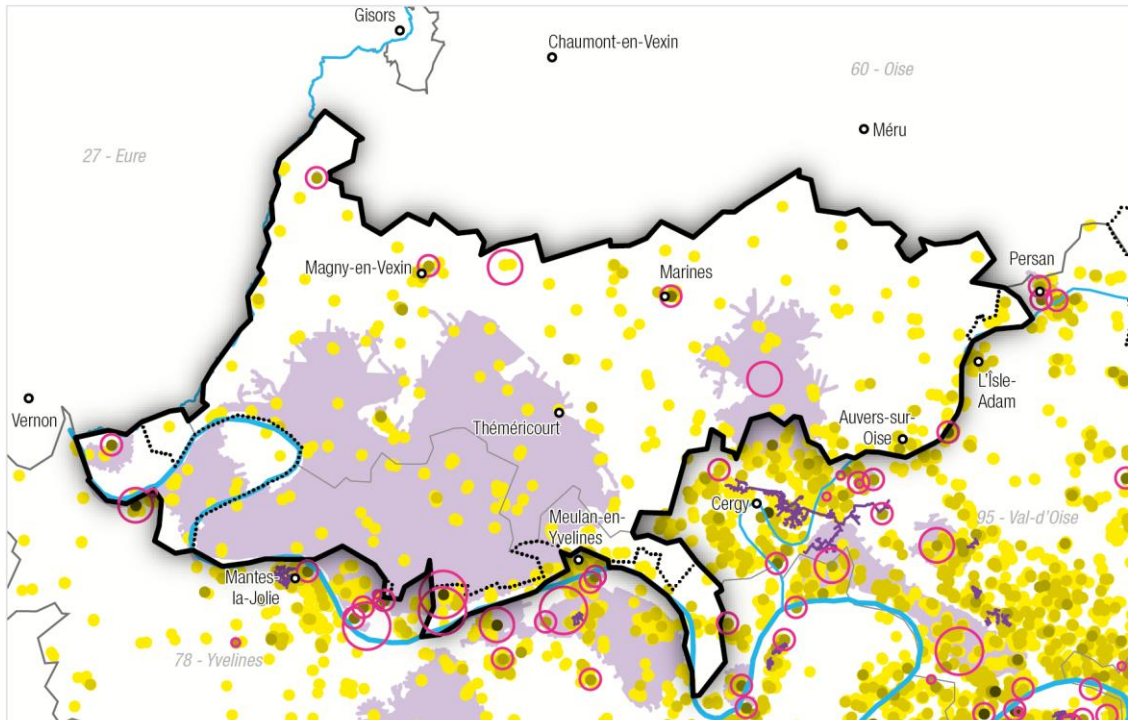 Gisors
Chaumont-en-Vexin
60 - Oise
Méru
27 - Eure
Persan
Magny-en-Vexin
Marines
L'Îsle-
Adam
Vernon
Théméricourt
Auvers-sur-
Oise
Cergy
Meulan-en-
Yvelines
95 - Val-d'Oise
Mantes-
la-Jolie
78 - Yvelines